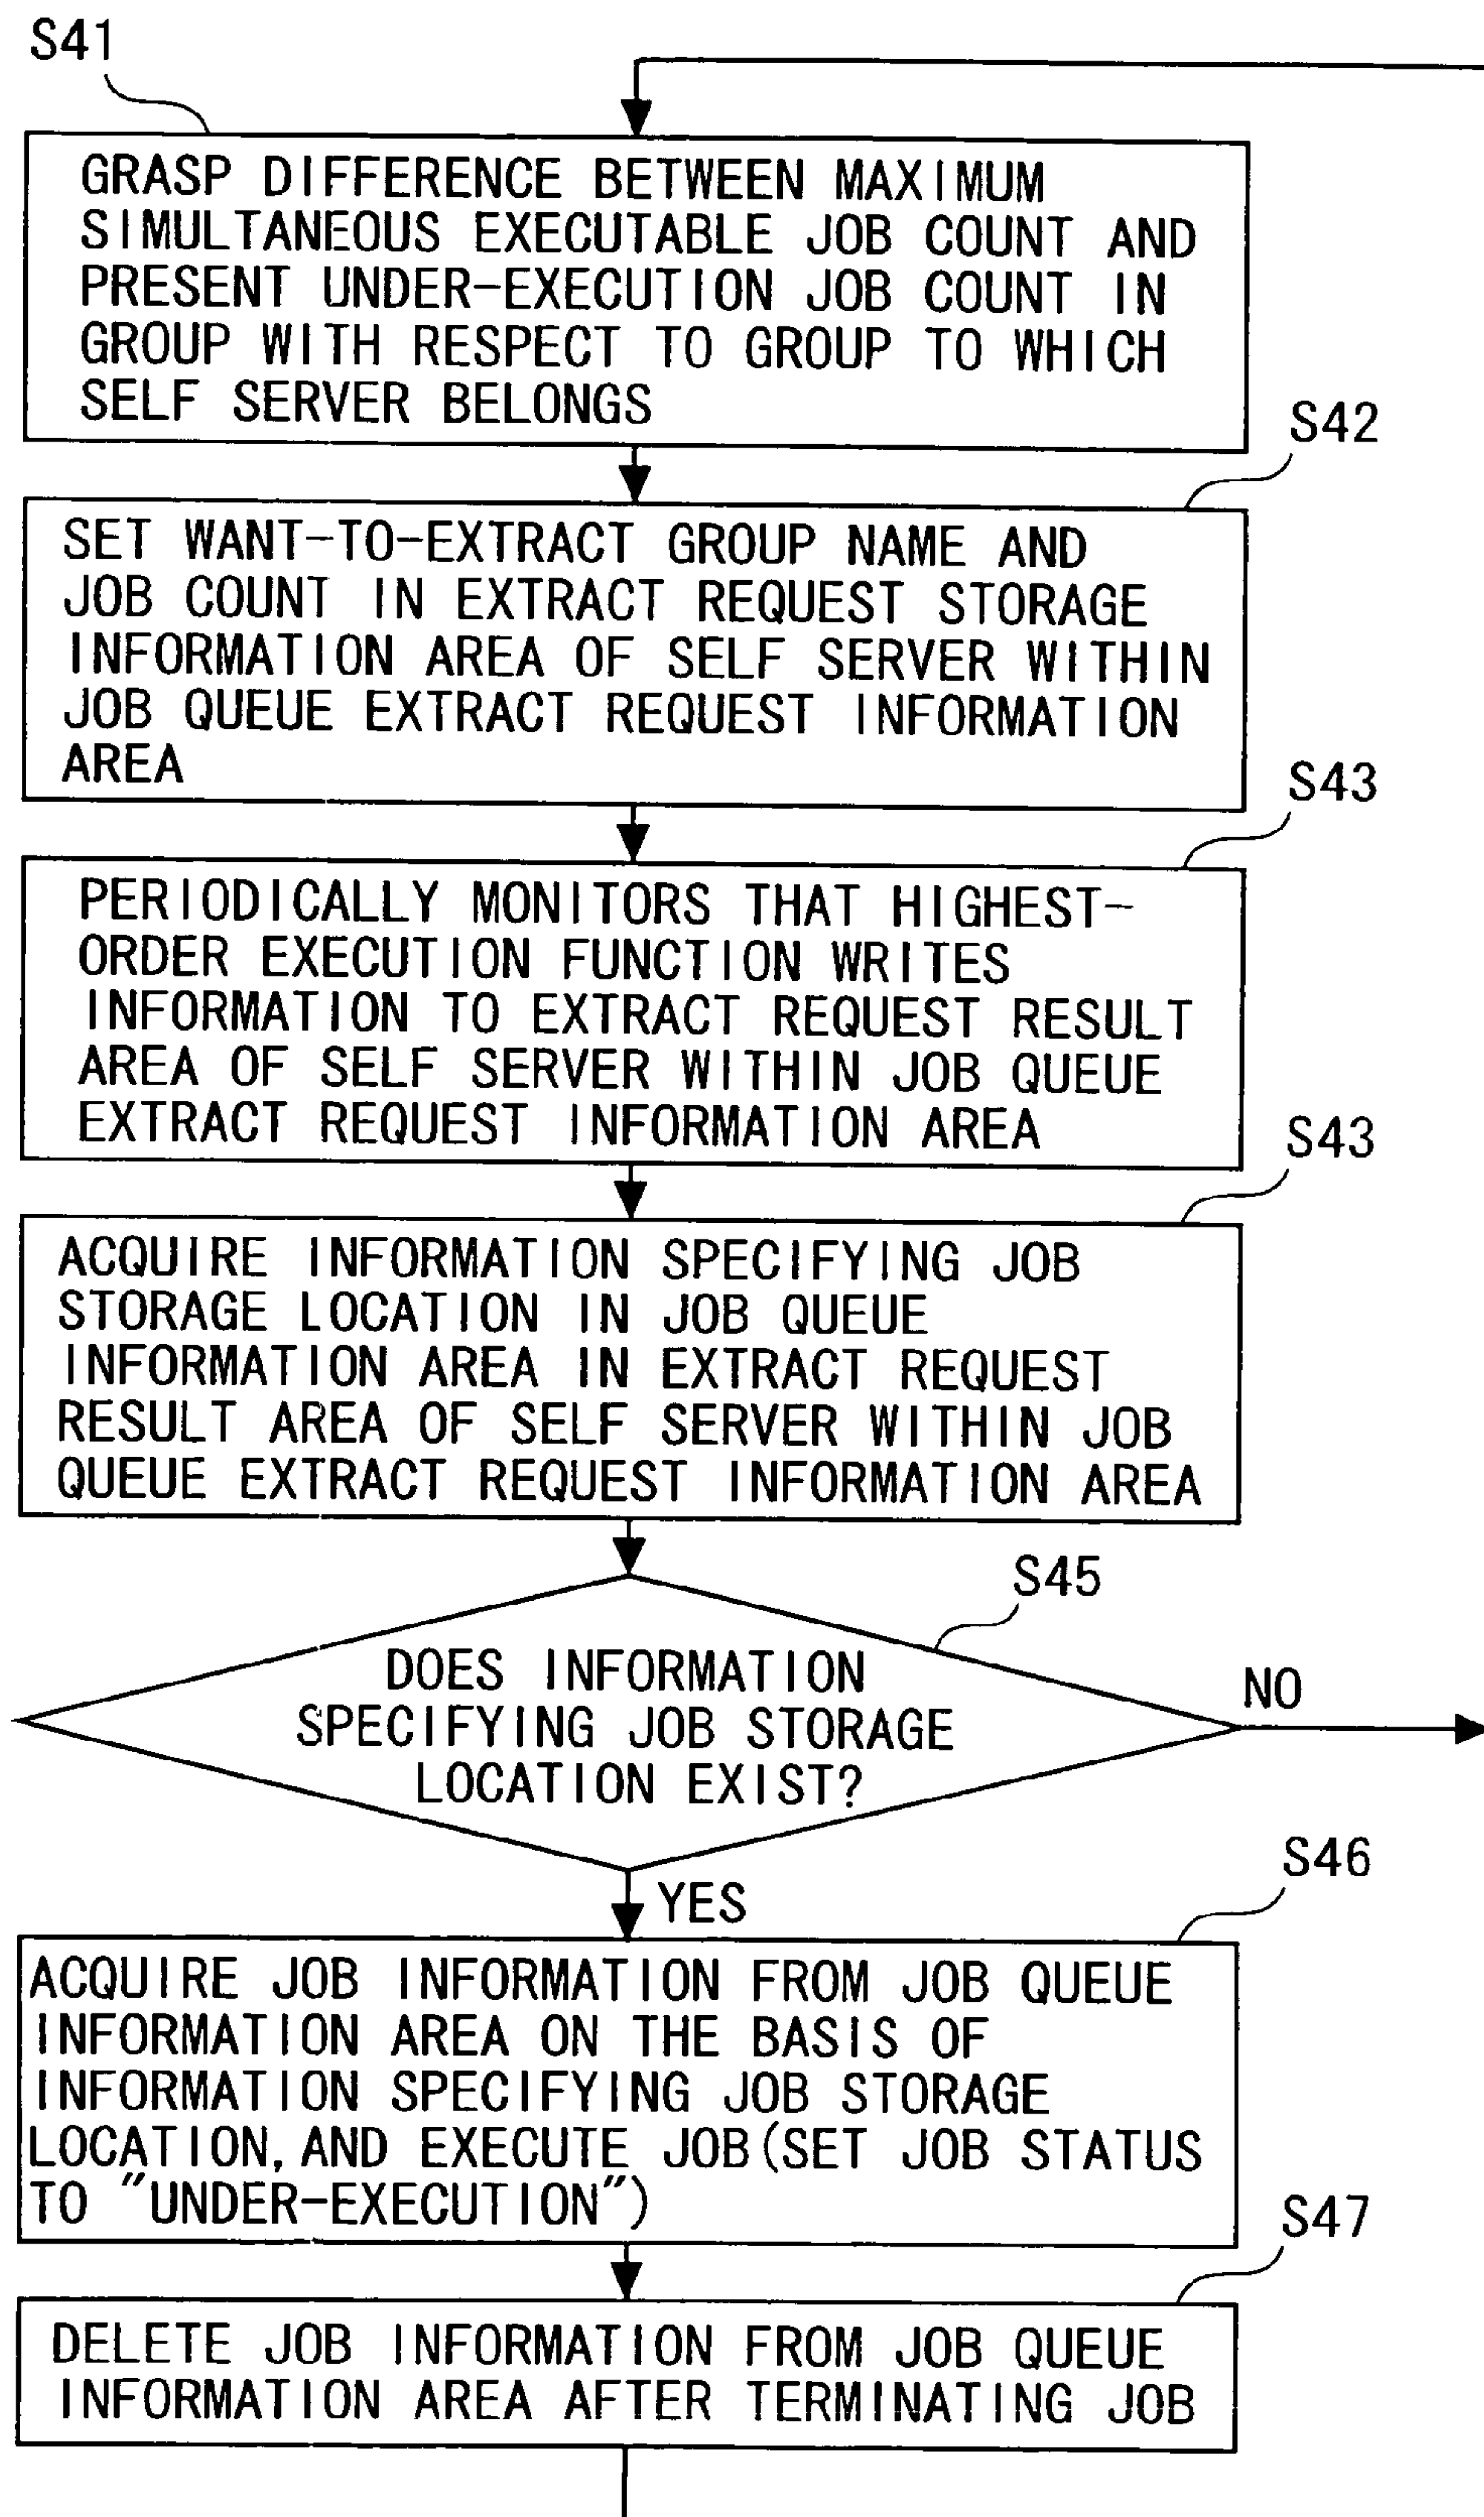 S41
GRASP DIFFERENCE BETWEEN MAXIMUM
SIMULTANEOUS EXECUTABLE JOB COUNT AND
PRESENT UNDER-EXECUTION JOB COUNT IN
GROUP WITH RESPECT TO GROUP TO WHICH
SELF SERVER BELONGS
S42
SET WANT-TO-EXTRACT GROUP NAME AND
JOB COUNT IN EXTRACT REQUEST STORAGE
INFORMATION AREA OF SELF SERVER WITHIN
JOB QUEUE EXTRACT REQUEST INFORMATION
AREA
S43
PERIODICALLY MONITORS THAT HIGHEST-
ORDER EXECUTION FUNCTION WRITES
INFORMATION TO EXTRACT REQUEST RESULT
AREA OF SELF SERVER WITHIN JOB QUEUE
EXTRACT REQUEST INFORMATION AREA
S43
ACQUIRE INFORMATION SPECIFYING JOB
STORAGE LOCATION IN JOB QUEUE
INFORMATION AREA IN EXTRACT REQUEST
RESULT AREA OF SELF SERVER WITHIN JOB
QUEUE EXTRACT REQUEST INFORMATION AREA
S45
DOES INFORMATION
SPECIFYING JOB STORAGE
LOCATION EXIST?
NO
YES
S46
ACQUIRE JOB INFORMATION FROM JOB QUEUE
INFORMATION AREA ON THE BASIS OF
INFORMATION SPECIFYING JOB STORAGE
LOCATION, AND EXECUTE JOB(SET JOB STATUS
TO "UNDER-EXECUTION")
S47
DELETE JOB INFORMATION FROM JOB QUEUE
INFORMATION AREA AFTER TERMINATING JOB